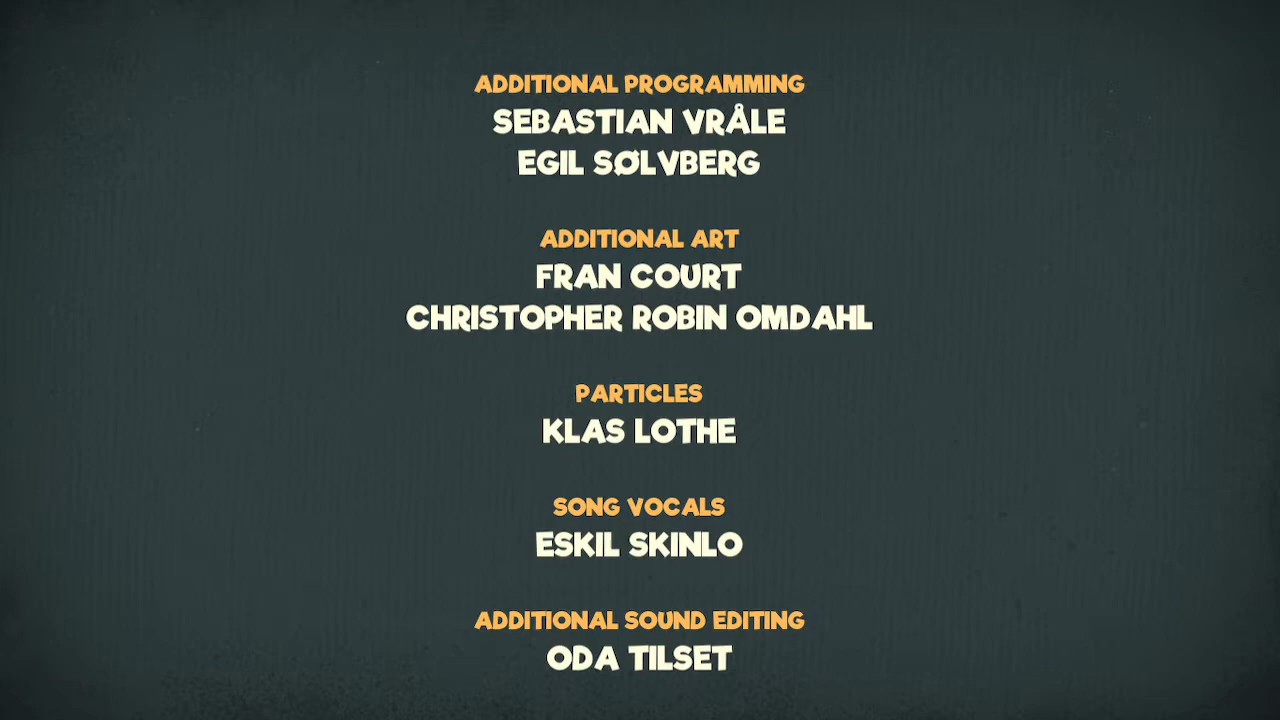 ADDITIONAL PROGRAMMING
SEBASTIAN VRÅLE
EGIL SØLVBERG
ADDITIONAL ART
FRAN COURT
CHRISTOPHER ROBIN OMDAHL
PARTICLES
KLAS LOTHE
SONG VOCALS
ESKIL SKINLO
ADDITIONAL SOUND EDITING
ODA TILSET